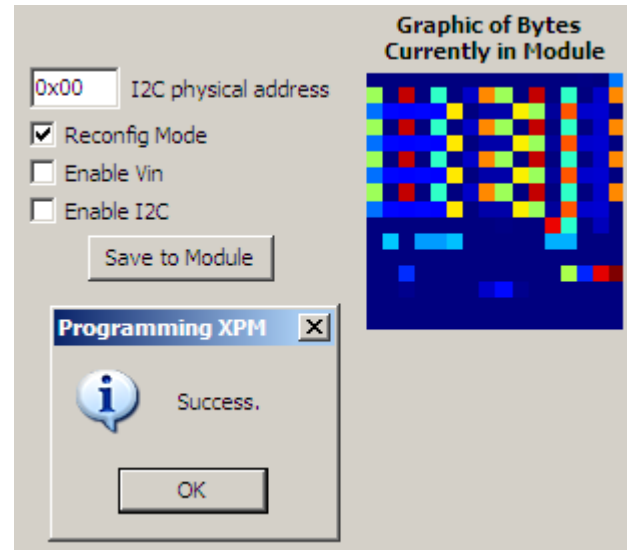 Graphic of Bytes
Currently in Module
0x00 I2C physical address
Reconfig Mode
Enable Vin
Enable I2C
Save to Module
Programming XPM
Success.
OK